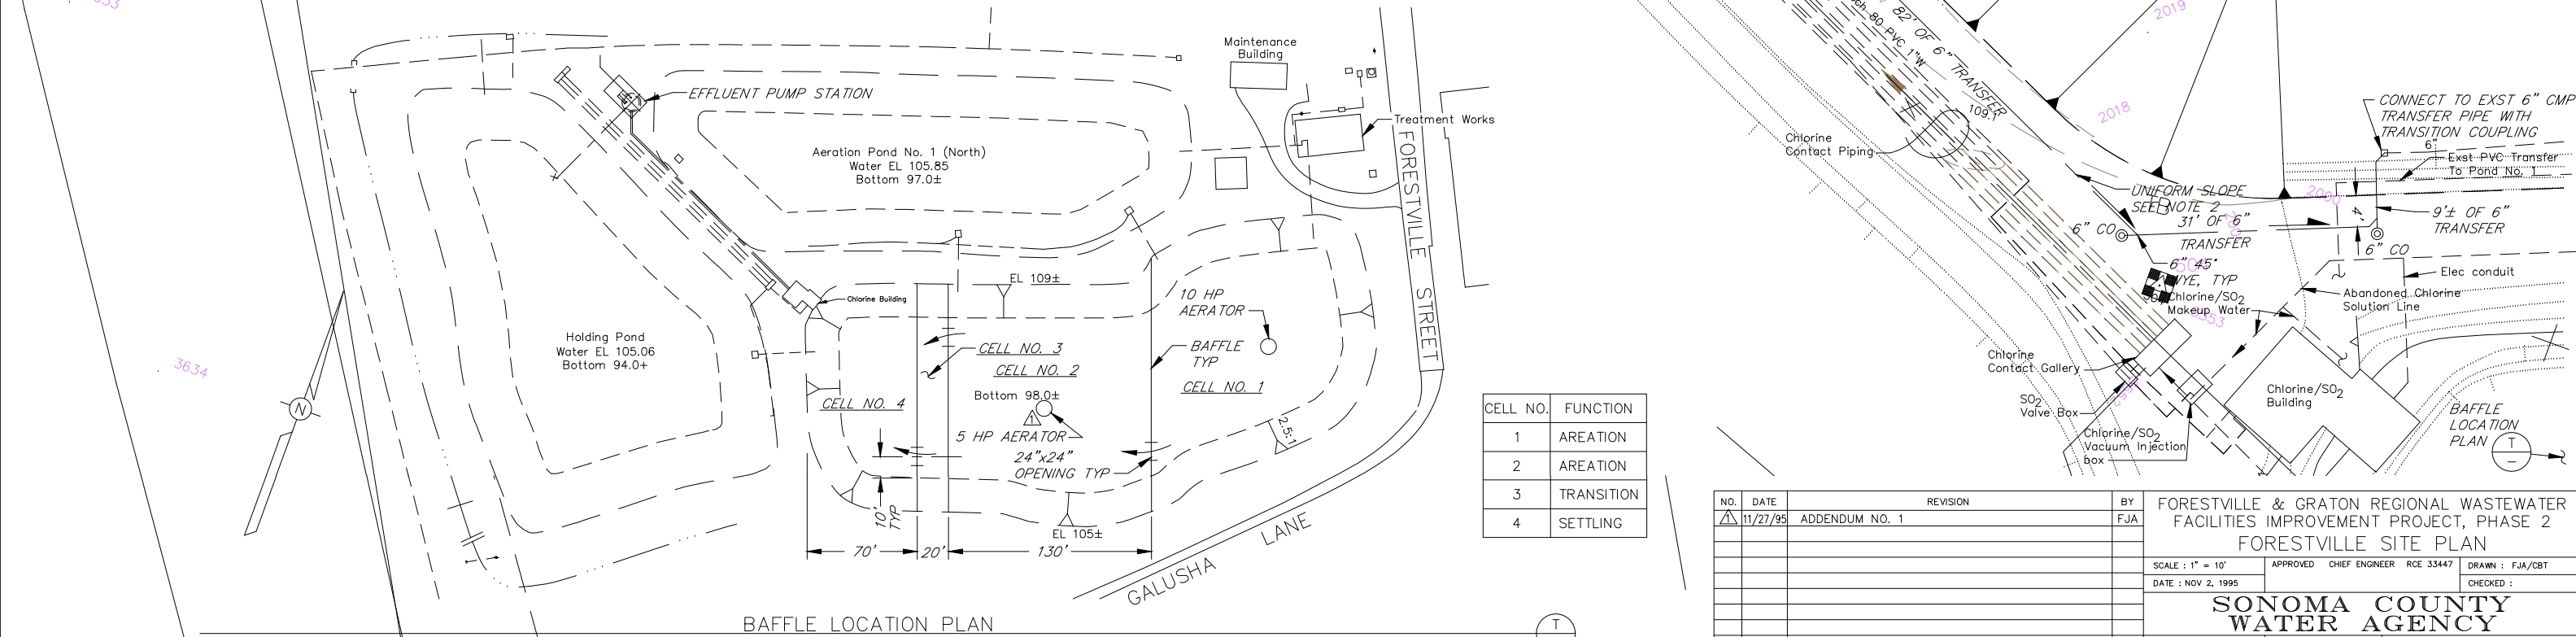 3634
N
EFFLUENT PUMP STATION
Aeration Pond No. 1 (North)
Water EL 105.85
Bottom 97.0±
Maintenance
Building
Treatment Works
FORESTVILLE STREET
Holding Pond
Water EL 105.06
Bottom 94.0+
Chlorine Building
EL 109±
10 HP
AERATOR
CELL NO. 3
CELL NO. 2
BAFFLE
TYP
CELL NO. 1
Bottom 98.0±
1
CELL NO. 4
5 HP AERATOR
24"x24"
OPENING TYP
2.5:1
10'
TYP
EL 105±
70'
20'
130'
GALUSHA LANE
BAFFLE LOCATION PLAN
T
CELL NO. FUNCTION
1 AREATION
2 AREATION
3 TRANSITION
4 SETTLING
82' OF 6" TRANSFER
80 PVC 1"W
109.1
2019
2018
Chlorine
Contact Piping
CONNECT TO EXST 6" CMP
TRANSFER PIPE WITH
TRANSITION COUPLING
6"
Exst PVC Transfer
To Pond No. 1
UNIFORM SLOPE
SEE NOTE 2
31' OF 6"
TRANSFER
2000
4'
9'± OF 6"
TRANSFER
6" CO
6" CO
6" 45°
WYE, TYP
Elec conduit
Chlorine/SO2
Makeup Water
Abandoned Chlorine
Solution Line
Chlorine
Contact Gallery
SO2
Valve Box
Chlorine/SO2
Building
Chlorine/SO2
Vacuum Injection
box
BAFFLE
LOCATION
PLAN
T
–
NO. DATE REVISION BY
1 11/27/95 ADDENDUM NO. 1 FJA
FORESTVILLE & GRATON REGIONAL WASTEWATER
FACILITIES IMPROVEMENT PROJECT, PHASE 2
FORESTVILLE SITE PLAN
SCALE : 1" = 10'
APPROVED CHIEF ENGINEER RCE 33447
DRAWN : FJA/CBT
DATE : NOV 2, 1995
CHECKED :
SONOMA COUNTY
WATER AGENCY